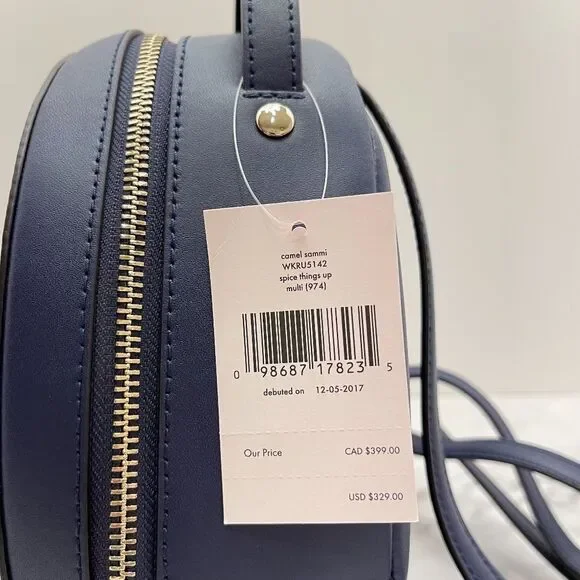 camel sammi
WKRU5142
spice things up
multi (974)
0 98687 17823 5
debuted on 12-05-2017
Our Price CAD $399.00
USD $329.00